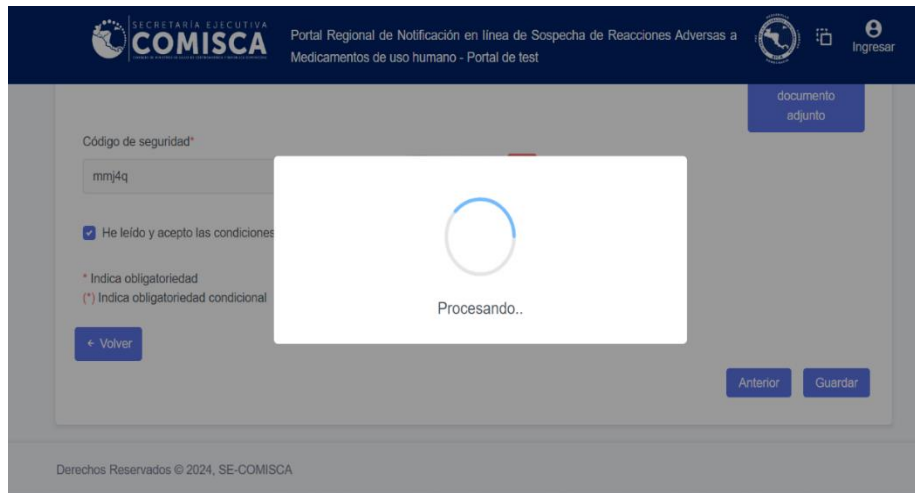 SECRETARÍA EJECUTIVA
COMISCA
Portal Regional de Notificación en línea de Sospecha de Reacciones Adversas a
Medicamentos de uso humano - Portal de test
Ingresar
documento
adjunto
Código de seguridad*
mmj4q
He leído y acepto las condiciones
* Indica obligatoriedad
(*) Indica obligatoriedad condicional
Procesando..
← Volver
Anterior
Guardar
Derechos Reservados © 2024, SE-COMISCA